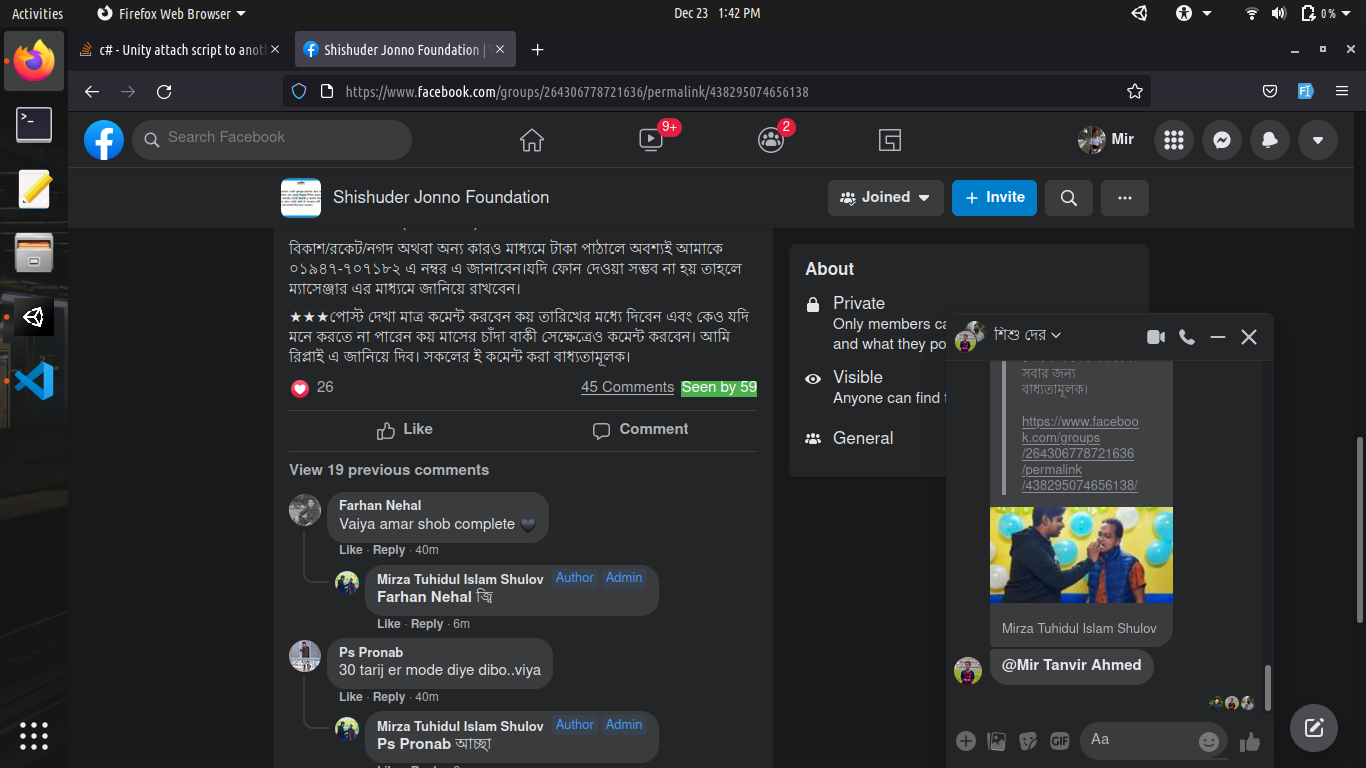 Activities
Firefox Web Browser
Dec 23 1:42 PM
0 %
c# - Unity attach script to anot
Shishuder Jonno Foundation |
https://www.facebook.com/groups/264306778721636/permalink/438295074656138
Search Facebook
9+
2
Mir
Shishuder Jonno Foundation
Joined
+ Invite
বিকাশ/রকেট/নগদ অথবা অন্য কারও মাধ্যমে টাকা পাঠালে অবশ্যই আমাকে
০১৯৪৭-৭০৭১৮২ এ নম্বর এ জানাবেন।যদি ফোন দেওয়া সম্ভব না হয় তাহলে
ম্যাসেঞ্জার এর মাধ্যমে জানিয়ে রাখবেন।
★★★পোস্ট দেখা মাত্র কমেন্ট করবেন কয় তারিখের মধ্যে দিবেন এবং কেও যদি
মনে করতে না পারেন কয় মাসের চাঁদা বাকী সেক্ষেত্রেও কমেন্ট করবেন। আমি
রিপ্লাই এ জানিয়ে দিব। সকলের ই কমেন্ট করা বাধ্যতামূলক।
26
45 Comments
Seen by 59
Like
Comment
View 19 previous comments
Farhan Nehal
Vaiya amar shob complete 🖤
Like · Reply · 40m
Mirza Tuhidul Islam Shulov Author Admin
Farhan Nehal জ্বি
Like · Reply · 6m
Ps Pronab
30 tarij er mode diye dibo..viya
Like · Reply · 40m
Mirza Tuhidul Islam Shulov Author Admin
Ps Pronab আচ্ছা
About
Private
Only members ca
and what they po
Visible
Anyone can find t
General
শিশু দের
সবার জন্য
বাধ্যতামূলক।
https://www.faceboo
k.com/groups
/264306778721636
/permalink
/438295074656138/
Mirza Tuhidul Islam Shulov
@Mir Tanvir Ahmed
GIF
Aa